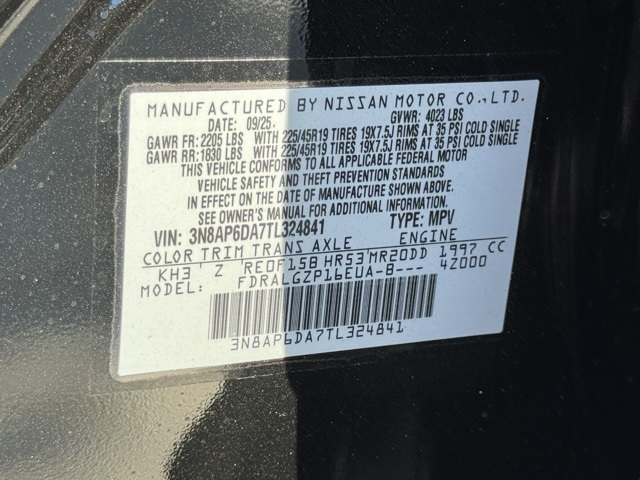 MANUFACTURED BY NISSAN MOTOR CO., LTD.
DATE: 09/25. GVWR: 4023 LBS
GAWR FR: 2205 LBS WITH 225/45R19 TIRES 19X7.5J RIMS AT 35 PSI COLD SINGLE
GAWR RR: 1830 LBS WITH 225/45R19 TIRES 19X7.5J RIMS AT 35 PSI COLD SINGLE
THIS VEHICLE CONFORMS TO ALL APPLICABLE FEDERAL MOTOR
VEHICLE SAFETY AND THEFT PREVENTION STANDARDS
IN EFFECT ON THE DATE OF MANUFACTURE SHOWN ABOVE.
SEE OWNER'S MANUAL FOR ADDITIONAL INFORMATION.
VIN: 3N8AP6DA7TL324841 TYPE: MPV
COLOR TRIM TRANS AXLE ENGINE
KH3 ' Z ' RE0F15B HR53'MR20DD 1997 CC
MODEL: FDRALGZP16EUA-B--- 4Z000
3N8AP6DA7TL324841